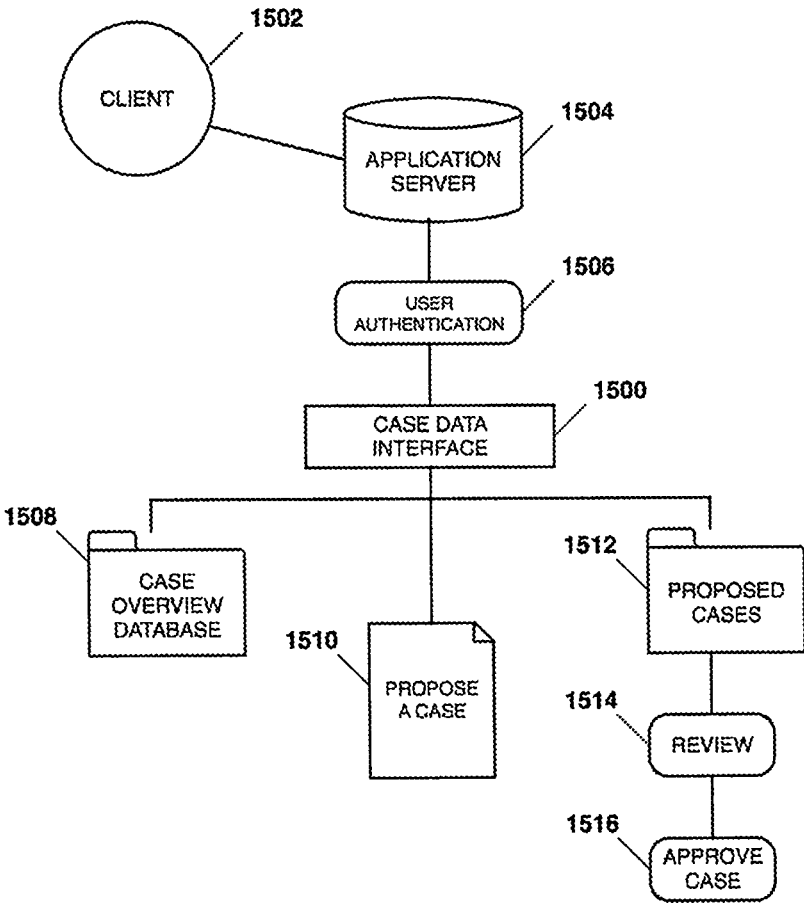 1502
CLIENT
1504
APPLICATION
SERVER
1506
USER
AUTHENTICATION
1500
CASE DATA
INTERFACE
1508
CASE
OVERVIEW
DATABASE
1510
PROPOSE
A CASE
1512
PROPOSED
CASES
1514
REVIEW
1516
APPROVE
CASE